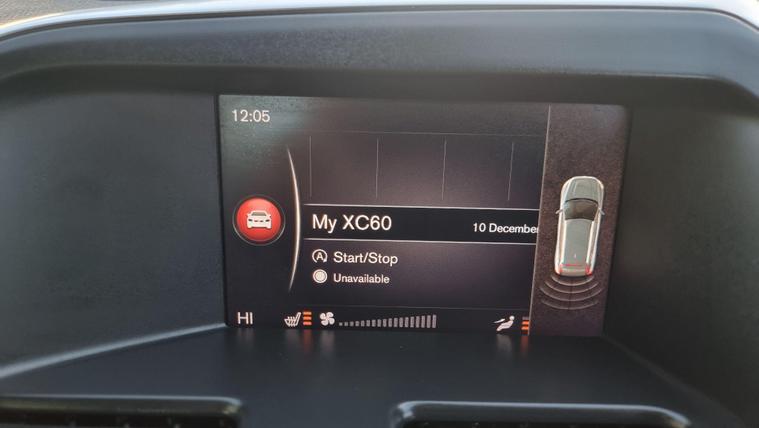 12:05
My XC60
10 December
A Start/Stop
Unavailable
HI